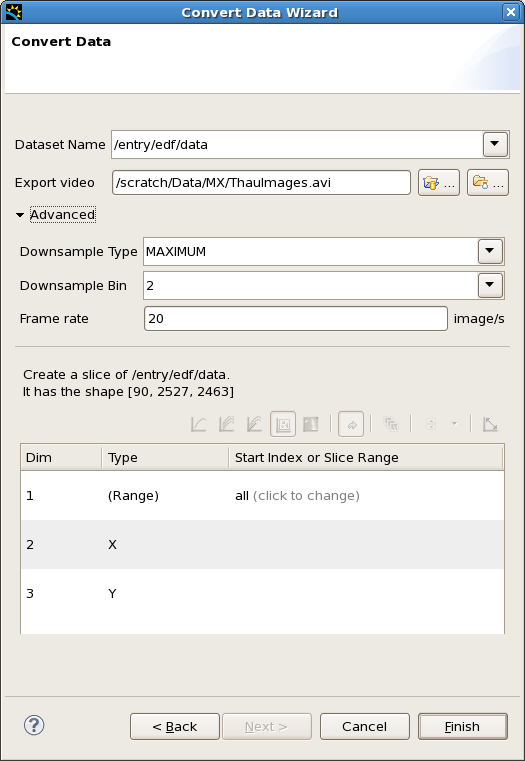 Convert Data Wizard
Convert Data
Dataset Name /entry/edf/data
Export video /scratch/Data/MX/ThauImages.avi ... ...
Advanced
Downsample Type MAXIMUM
Downsample Bin 2
Frame rate 20 image/s
Create a slice of /entry/edf/data.
It has the shape [90, 2527, 2463]
Dim Type Start Index or Slice Range
1 (Range) all (click to change)
2 X
3 Y
? < Back Next > Cancel Finish